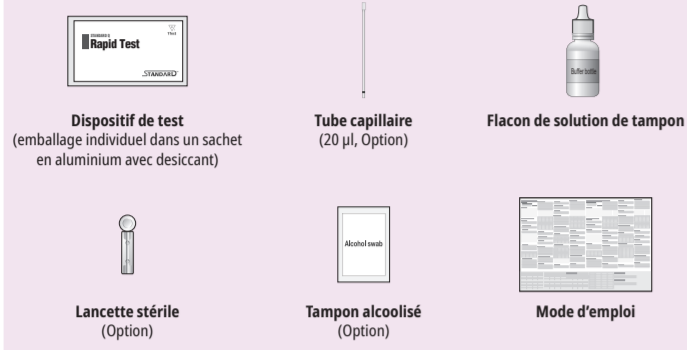 Rapid Test
STANDARD
Buffer bottle
Dispositif de test
(emballage individuel dans un sachet
en aluminium avec desiccant)
Tube capillaire
(20 µl, Option)
Flacon de solution de tampon
Alcohol swab
Lancette stérile
(Option)
Tampon alcoolisé
(Option)
Mode d'emploi